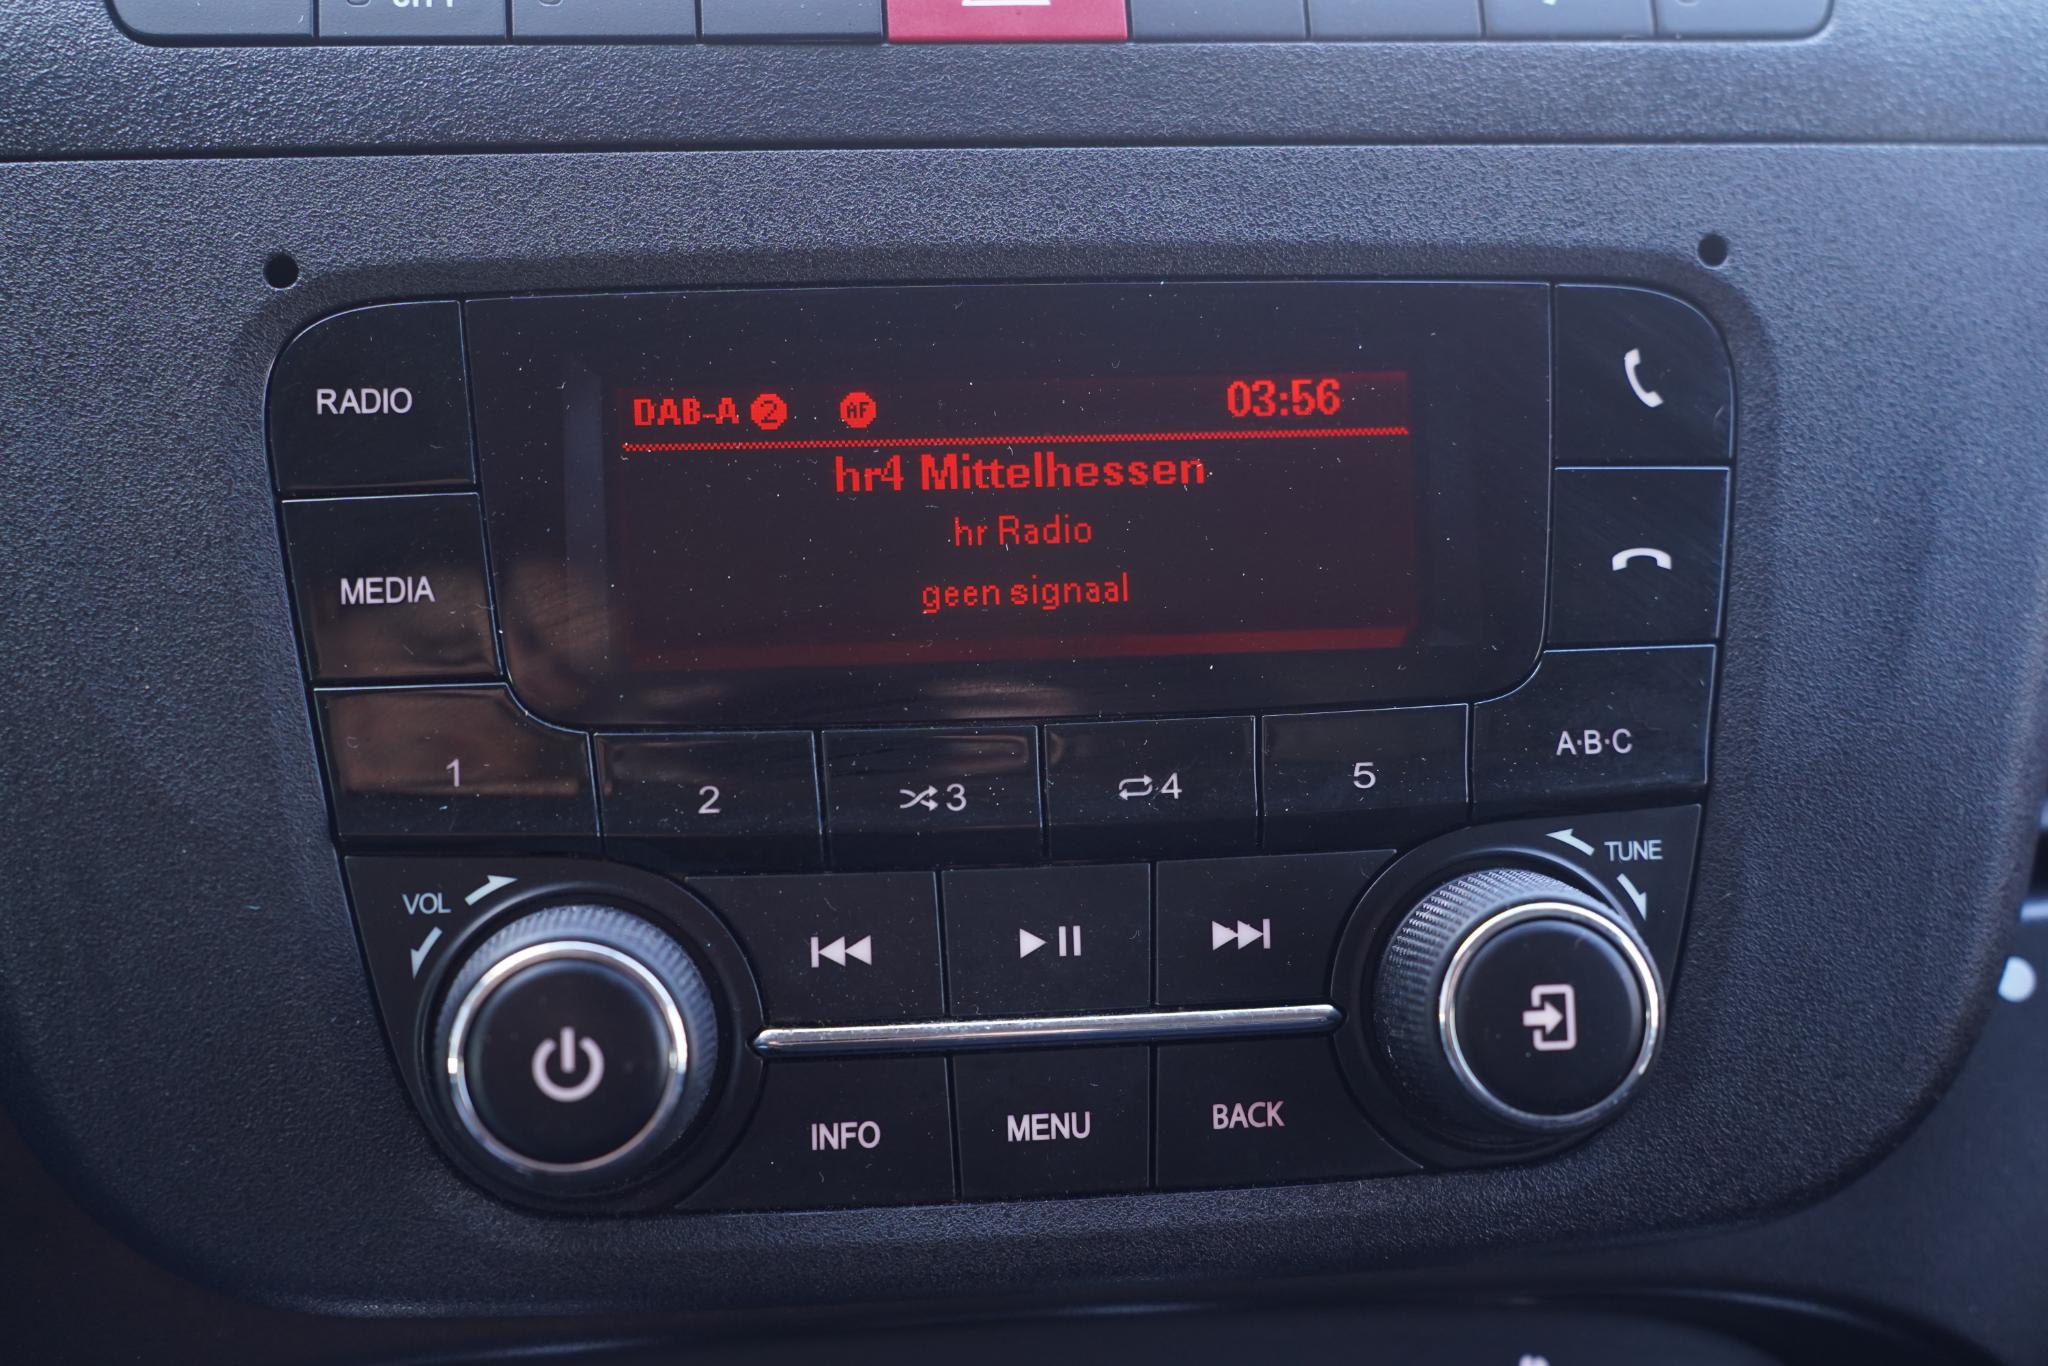 DAB-A 2 AF 03:56
hr4 Mittelhessen
hr Radio
geen signaal
RADIO
MEDIA
1
2
3
4
5
A·B·C
VOL
TUNE
INFO
MENU
BACK